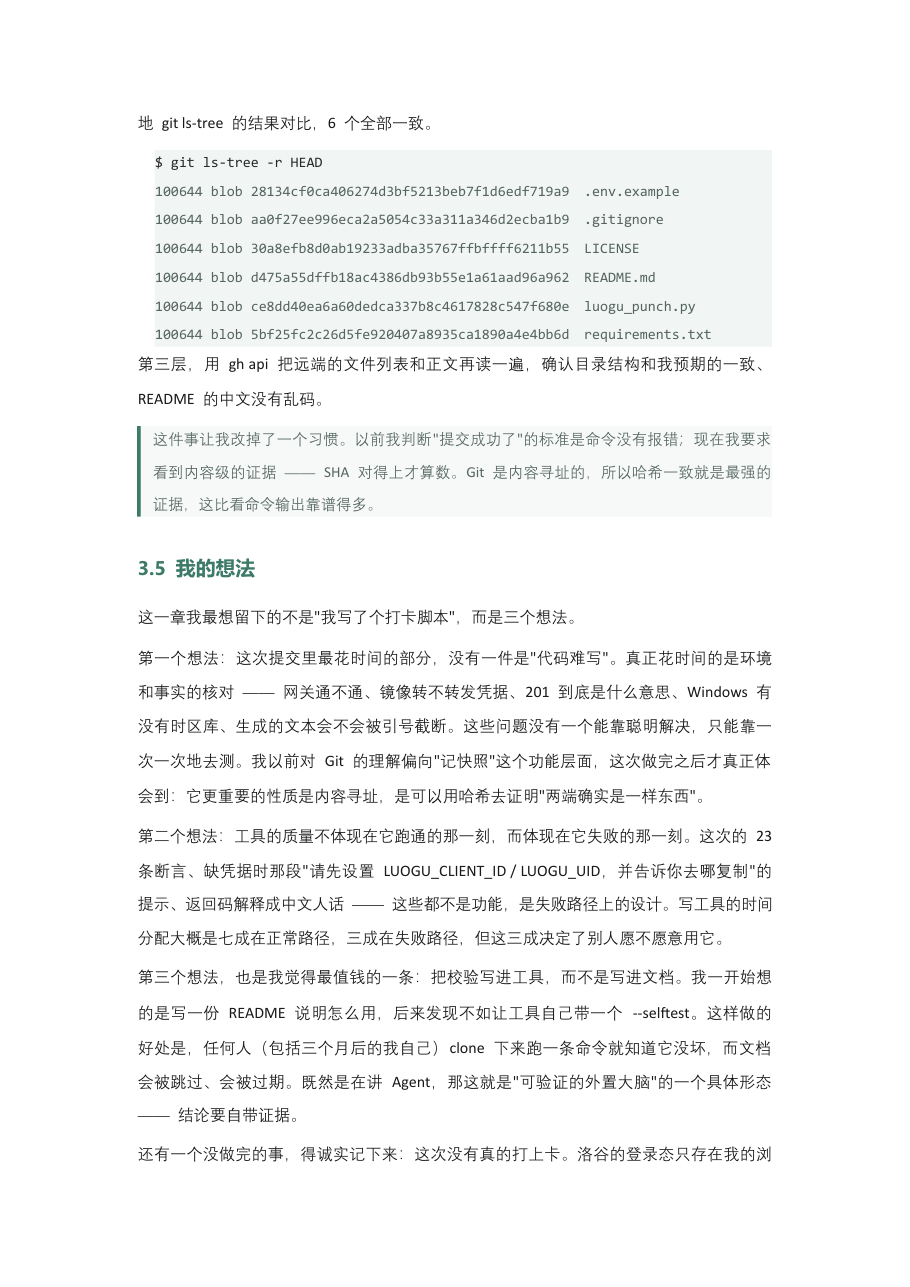 地 git ls-tree 的结果对比，6 个全部一致。
$ git ls-tree -r HEAD
100644 blob 28134cf0ca406274d3bf5213beb7f1d6edf719a9  .env.example
100644 blob aa0f27ee996eca2a5054c33a311a346d2ecba1b9  .gitignore
100644 blob 30a8efb8d0ab19233adba35767ffbffff6211b55  LICENSE
100644 blob d475a55dffb18ac4386db93b55e1a61aad96a962  README.md
100644 blob ce8dd40ea6a60dedca337b8c4617828c547f680e  luogu_punch.py
100644 blob 5bf25fc2c26d5fe920407a8935ca1890a4e4bb6d  requirements.txt
第三层，用 gh api 把远端的文件列表和正文再读一遍，确认目录结构和我预期的一致、
README 的中文没有乱码。
这件事让我改掉了一个习惯。以前我判断"提交成功了"的标准是命令没有报错；现在我要求
看到内容级的证据 —— SHA 对得上才算数。Git 是内容寻址的，所以哈希一致就是最强的
证据，这比看命令输出靠谱得多。
3.5 我的想法
这一章我最想留下的不是"我写了个打卡脚本"，而是三个想法。
第一个想法：这次提交里最花时间的部分，没有一件是"代码难写"。真正花时间的是环境
和事实的核对 —— 网关通不通、镜像转不转发凭据、201 到底是什么意思、Windows 有
没有时区库、生成的文本会不会被引号截断。这些问题没有一个能靠聪明解决，只能靠一
次一次地去测。我以前对 Git 的理解偏向"记快照"这个功能层面，这次做完之后才真正体
会到：它更重要的性质是内容寻址，是可以用哈希去证明"两端确实是一样东西"。
第二个想法：工具的质量不体现在它跑通的那一刻，而体现在它失败的那一刻。这次的 23
条断言、缺凭据时那段"请先设置 LUOGU_CLIENT_ID / LUOGU_UID，并告诉你去哪复制"的
提示、返回码解释成中文人话 —— 这些都不是功能，是失败路径上的设计。写工具的时间
分配大概是七成在正常路径，三成在失败路径，但这三成决定了别人愿不愿意用它。
第三个想法，也是我觉得最值钱的一条：把校验写进工具，而不是写进文档。我一开始想
的是写一份 README 说明怎么用，后来发现不如让工具自己带一个 --selftest。这样做的
好处是，任何人（包括三个月后的我自己）clone 下来跑一条命令就知道它没坏，而文档
会被跳过、会被过期。既然是在讲 Agent，那这就是"可验证的外置大脑"的一个具体形态
—— 结论要自带证据。
还有一个没做完的事，得诚实记下来：这次没有真的打上卡。洛谷的登录态只存在我的浏